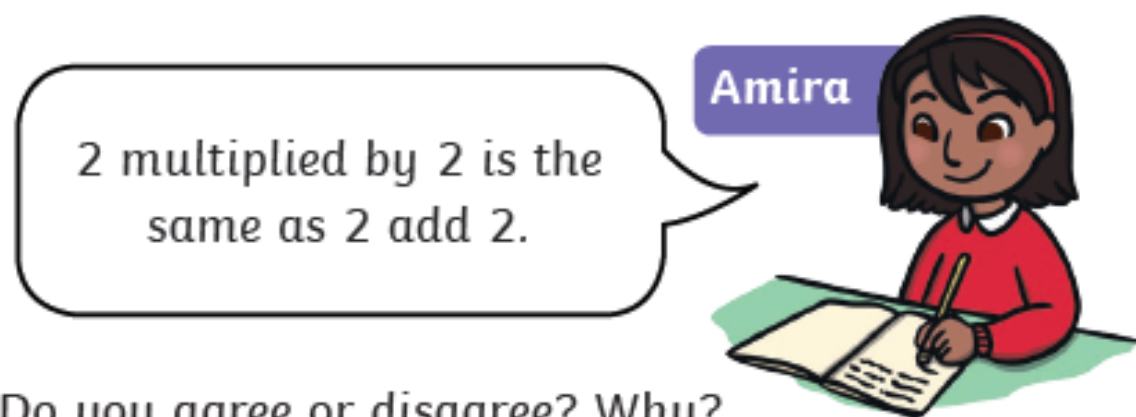 Amira
2 multiplied by 2 is the
same as 2 add 2.
Do you agree or disagree? Why?